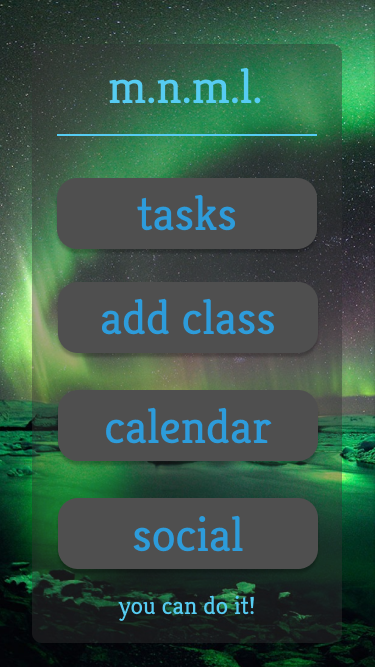 m.n.m.l.
tasks
add class
calendar
social
you can do it!